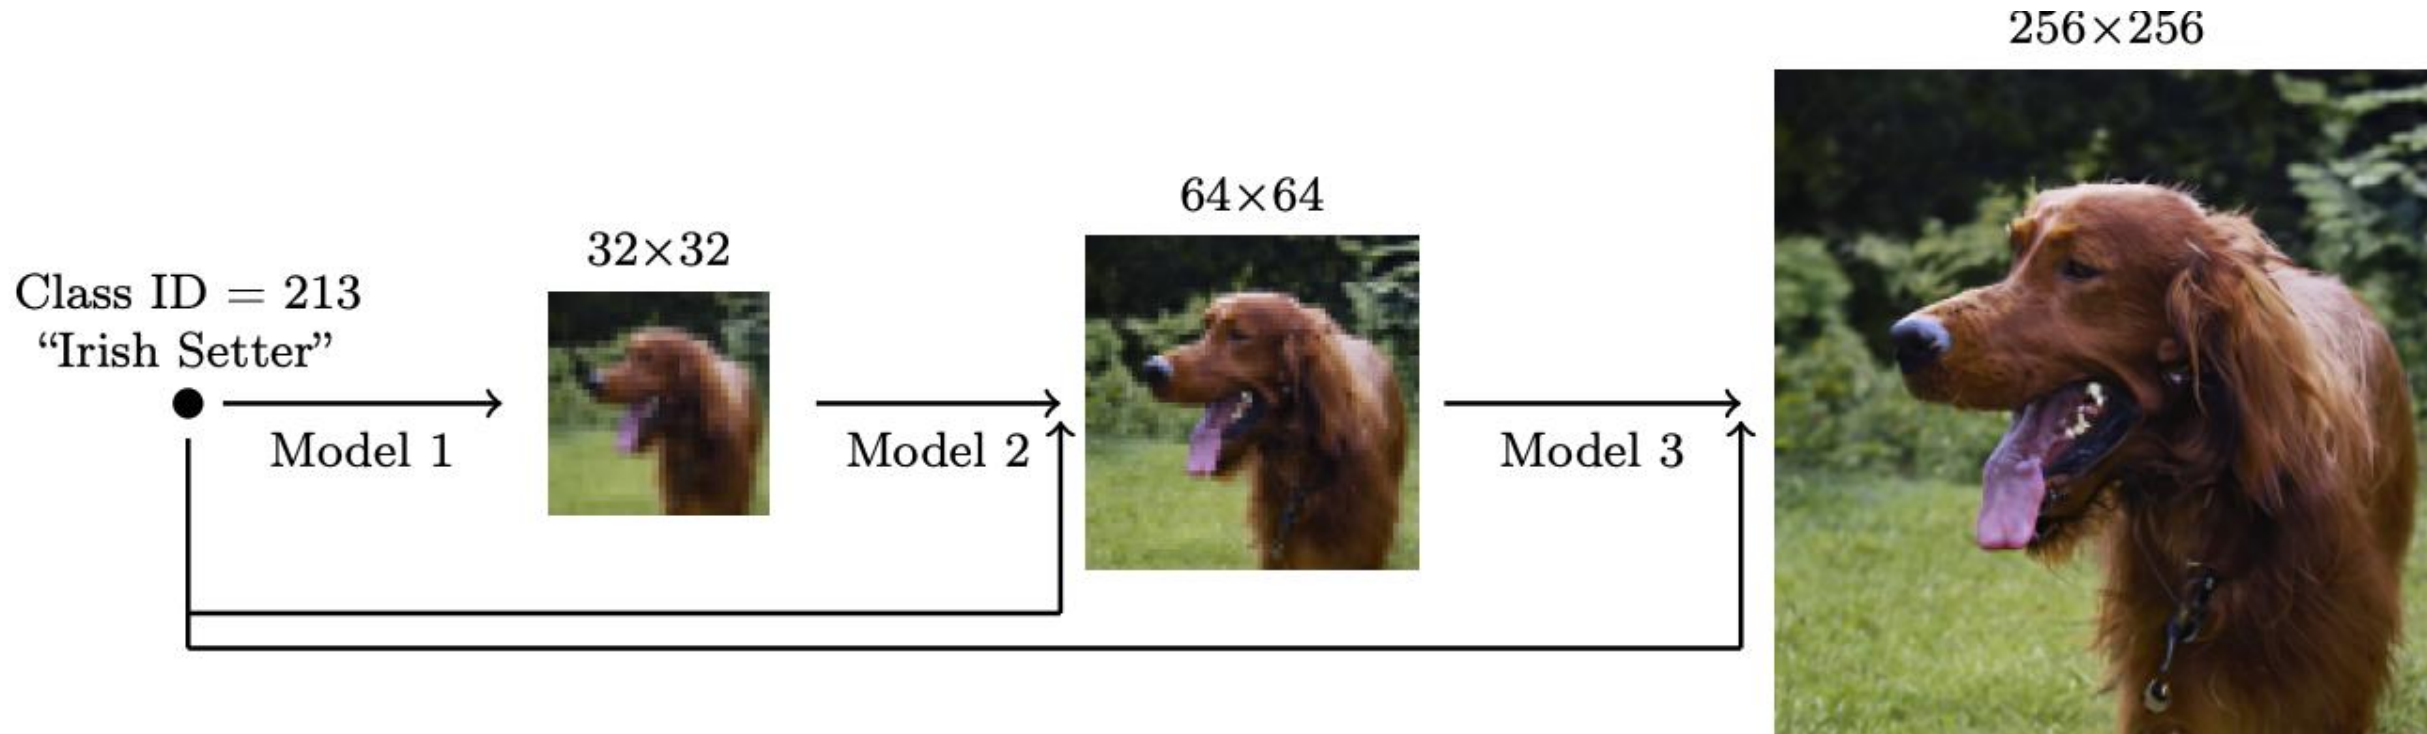 Class ID = 213
“Irish Setter”
Model 1
32×32
Model 2
64×64
Model 3
256×256